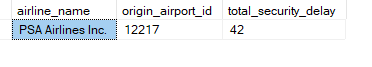 airline_name origin_airport_id total_security_delay
PSA Airlines Inc. 12217 42